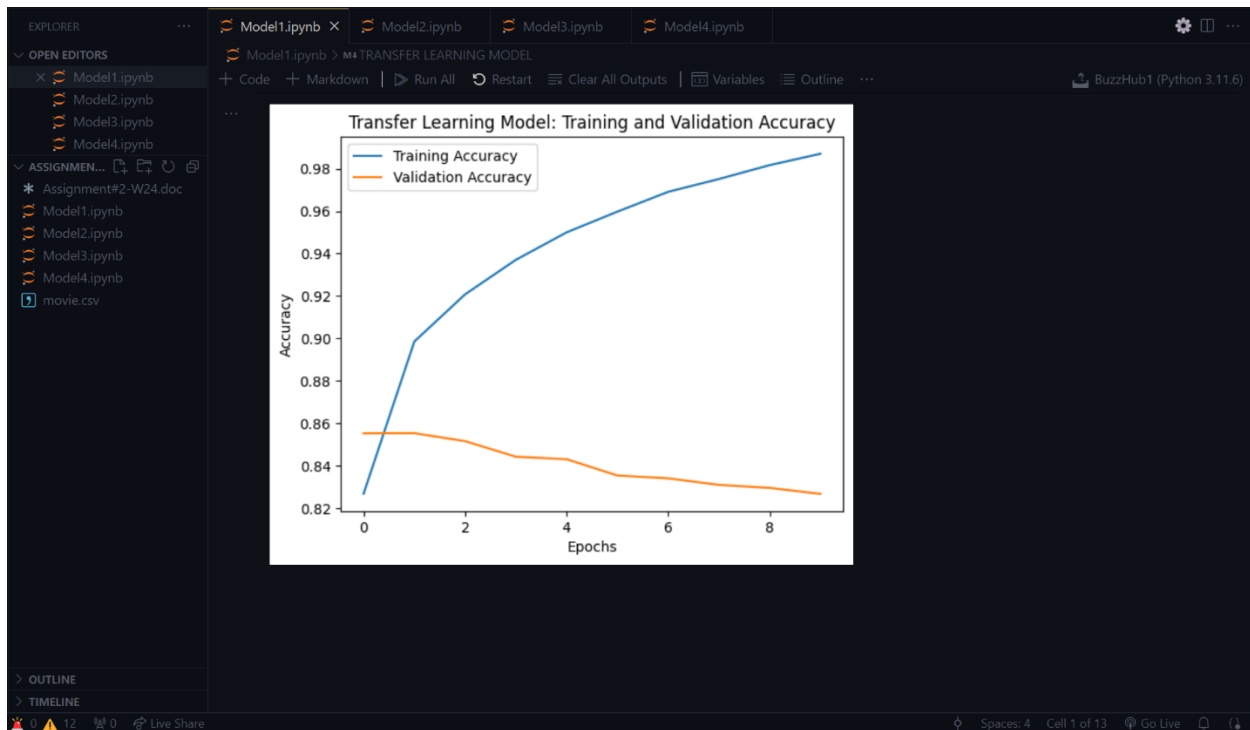 EXPLORER ...
OPEN EDITORS
Model1.ipynb
Model2.ipynb
Model3.ipynb
Model4.ipynb
ASSIGNMEN...
Assignment#2-W24.doc
Model1.ipynb
Model2.ipynb
Model3.ipynb
Model4.ipynb
movie.csv
OUTLINE
TIMELINE
Model1.ipynb Model2.ipynb Model3.ipynb Model4.ipynb ...
Model1.ipynb > M↓ TRANSFER LEARNING MODEL
+ Code + Markdown | Run All Restart Clear All Outputs | Variables Outline ... BuzzHub1 (Python 3.11.6)
...
Transfer Learning Model: Training and Validation Accuracy
Training Accuracy
Validation Accuracy
Accuracy
0.98
0.96
0.94
0.92
0.90
0.88
0.86
0.84
0.82
0 2 4 6 8
Epochs
0 12 0 Live Share Spaces: 4 Cell 1 of 13 Go Live